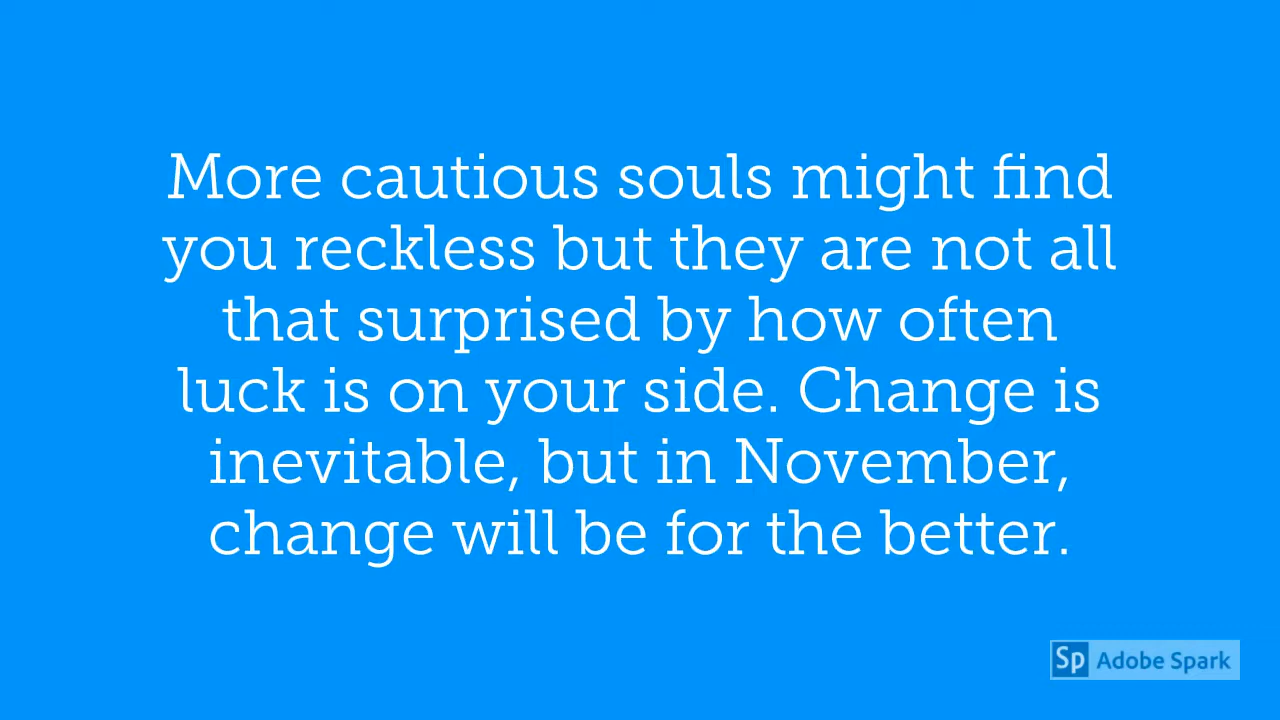 More cautious souls might find
you reckless but they are not all
that surprised by how often
luck is on your side. Change is
inevitable, but in November,
change will be for the better.
Sp Adobe Spark